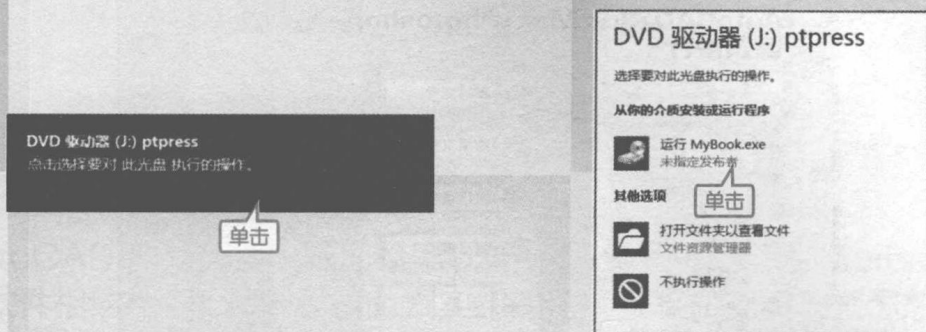 DVD 驱动器 (J:) ptpress
点击选择要对 此光盘 执行的操作。
单击
DVD 驱动器 (J:) ptpress
选择要对此光盘执行的操作。
从你的介质安装或运行程序
运行 MyBook.exe
未指定发布者
其他选项
单击
打开文件夹以查看文件
文件资源管理器
不执行操作